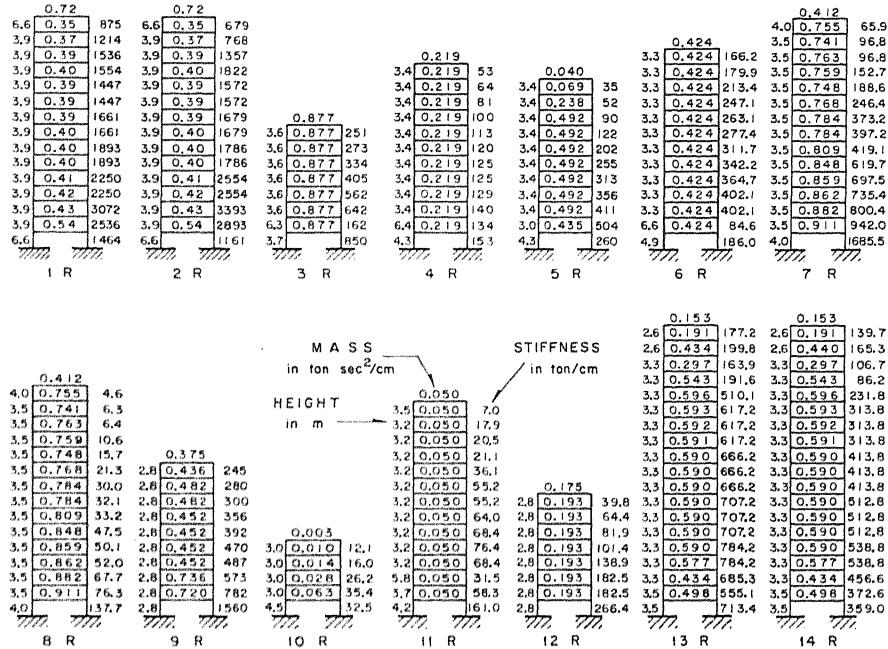 0.72
6.6 0.35 875
3.9 0.37 1214
3.9 0.39 1536
3.9 0.40 1554
3.9 0.39 1447
3.9 0.39 1447
3.9 0.39 1661
3.9 0.40 1661
3.9 0.40 1893
3.9 0.40 1893
3.9 0.41 2250
3.9 0.42 2250
3.9 0.43 3072
3.9 0.54 2536
6.6 1464
1 R
0.72
6.6 0.35 679
3.9 0.37 768
3.9 0.39 1357
3.9 0.40 1822
3.9 0.39 1572
3.9 0.39 1572
3.9 0.39 1679
3.9 0.40 1679
3.9 0.40 1786
3.9 0.40 1786
3.9 0.41 2554
3.9 0.42 2554
3.9 0.43 3393
3.9 0.54 2893
6.6 1161
2 R
0.877
3.6 0.877 251
3.6 0.877 273
3.6 0.877 334
3.6 0.877 405
3.6 0.877 562
3.6 0.877 642
6.3 0.877 162
3.7 850
3 R
0.219
3.4 0.219 53
3.4 0.219 64
3.4 0.219 81
3.4 0.219 100
3.4 0.219 113
3.4 0.219 120
3.4 0.219 125
3.4 0.219 125
3.4 0.219 129
3.4 0.219 140
6.4 0.219 134
4.3 153
4 R
0.040
3.4 0.069 35
3.4 0.238 52
3.4 0.492 90
3.4 0.492 122
3.4 0.492 202
3.4 0.492 255
3.4 0.492 313
3.4 0.492 356
3.4 0.492 411
3.0 0.435 504
4.3 260
5 R
0.424
3.3 0.424 166.2
3.3 0.424 179.9
3.3 0.424 213.4
3.3 0.424 247.1
3.3 0.424 263.1
3.3 0.424 277.4
3.3 0.424 311.7
3.3 0.424 342.2
3.3 0.424 364.7
3.3 0.424 402.1
3.3 0.424 402.1
6.6 0.424 84.6
4.9 186.0
6 R
0.412
4.0 0.755 65.9
3.5 0.741 96.8
3.5 0.763 96.8
3.5 0.759 152.7
3.5 0.748 188.6
3.5 0.768 246.4
3.5 0.784 373.2
3.5 0.784 397.2
3.5 0.809 419.1
3.5 0.848 619.7
3.5 0.859 697.5
3.5 0.862 735.4
3.5 0.882 800.4
3.5 0.911 942.0
4.0 1685.5
7 R
0.412
4.0 0.755 4.6
3.5 0.741 6.3
3.5 0.763 6.4
3.5 0.759 10.6
3.5 0.748 15.7
3.5 0.768 21.3
3.5 0.784 30.0
3.5 0.784 32.1
3.5 0.809 33.2
3.5 0.848 47.5
3.5 0.859 50.1
3.5 0.862 52.0
3.5 0.882 67.7
3.5 0.911 76.3
4.0 137.7
8 R
0.375
2.8 0.436 245
2.8 0.482 280
2.8 0.482 300
2.8 0.452 356
2.8 0.452 392
2.8 0.452 470
2.8 0.452 487
2.8 0.736 573
2.8 0.720 782
2.8 1560
9 R
0.003
3.0 0.010 12.1
3.0 0.014 16.0
3.0 0.028 26.2
3.0 0.063 35.4
4.5 32.5
10 R
MASS
in ton sec²/cm
HEIGHT
in m
STIFFNESS
in ton/cm
0.050
3.5 0.050 7.0
3.2 0.050 17.9
3.2 0.050 20.5
3.2 0.050 21.1
3.2 0.050 36.1
3.2 0.050 55.2
3.2 0.050 55.2
3.2 0.050 64.0
3.2 0.050 68.4
3.2 0.050 76.4
3.2 0.050 68.4
5.8 0.050 31.5
3.7 0.050 58.3
4.2 161.0
11 R
0.175
2.8 0.193 39.8
2.8 0.193 64.4
2.8 0.193 81.9
2.8 0.193 101.4
2.8 0.193 138.9
2.8 0.193 182.5
2.8 0.193 182.5
2.8 266.4
12 R
0.153
2.6 0.191 177.2
2.6 0.434 199.8
3.3 0.297 163.9
3.3 0.543 191.6
3.3 0.596 510.1
3.3 0.593 617.2
3.3 0.592 617.2
3.3 0.591 617.2
3.3 0.590 666.2
3.3 0.590 666.2
3.3 0.590 666.2
3.3 0.590 707.2
3.3 0.590 707.2
3.3 0.590 707.2
3.3 0.590 784.2
3.3 0.577 784.2
3.3 0.434 685.3
3.5 0.498 555.1
3.5 713.4
13 R
0.153
2.6 0.191 139.7
2.6 0.440 165.3
3.3 0.297 106.7
3.3 0.543 86.2
3.3 0.596 231.8
3.3 0.593 313.8
3.3 0.592 313.8
3.3 0.591 313.8
3.3 0.590 413.8
3.3 0.590 413.8
3.3 0.590 413.8
3.3 0.590 512.8
3.3 0.590 512.8
3.3 0.590 512.8
3.3 0.590 538.8
3.3 0.577 538.8
3.3 0.434 456.6
3.5 0.498 372.6
3.5 359.0
14 R